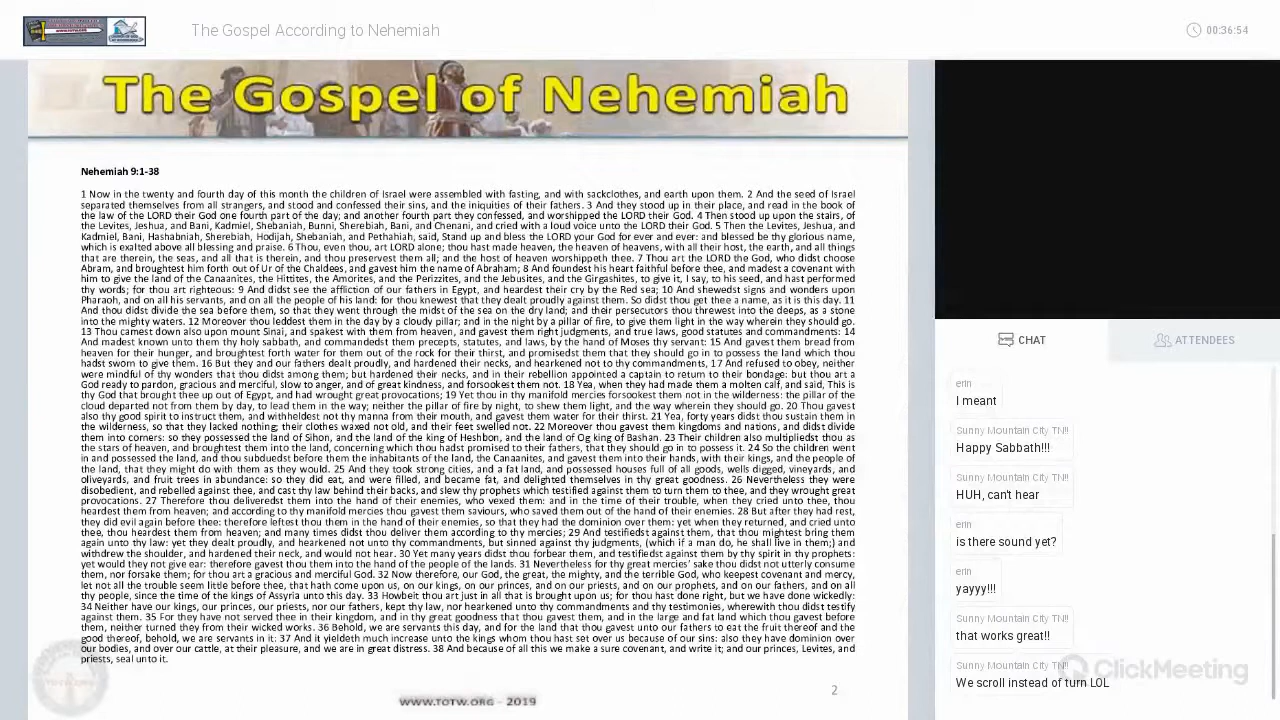 The Gospel According to Nehemiah
00:36:54
The Gospel of Nehemiah
Nehemiah 9:1-38
1 Now in the twenty and fourth day of this month the children of Israel were assembled with fasting, and with sackclothes, and earth upon them. 2 And the seed of Israel
separated themselves from all strangers, and stood and confessed their sins, and the iniquities of their fathers. 3 And they stood up in their place, and read in the book of
the law of the LORD their God one fourth part of the day; and another fourth part they confessed, and worshipped the LORD their God. 4 Then stood up upon the stairs, of
the Levites, Jeshua, and Bani, Kadmiel, Shebaniah, Bunni, Sherebiah, Bani, and Chenani, and cried with a loud voice unto the LORD their God. 5 Then the Levites, Jeshua, and
Kadmiel, Bani, Hashabniah, Sherebiah, Hodijah, Shebaniah, and Pethahiah, said, Stand up and bless the LORD your God for ever and ever: and blessed be thy glorious name,
which is exalted above all blessing and praise. 6 Thou, even thou, art LORD alone; thou hast made heaven, the heaven of heavens, with all their host, the earth, and all things
that are therein, the seas, and all that is therein, and thou preservest them all; and the host of heaven worshippeth thee. 7 Thou art the LORD the God, who didst choose
Abram, and broughtest him forth out of Ur of the Chaldees, and gavest him the name of Abraham; 8 And foundest his heart faithful before thee, and madest a covenant with
him to give the land of the Canaanites, the Hittites, the Amorites, and the Perizzites, and the Jebusites, and the Girgashites, to give it, I say, to his seed, and hast performed
thy words; for thou art righteous: 9 And didst see the affliction of our fathers in Egypt, and heardest their cry by the Red sea; 10 And shewedst signs and wonders upon
Pharaoh, and on all his servants, and on all the people of his land: for thou knewest that they dealt proudly against them. So didst thou get thee a name, as it is this day. 11
And thou didst divide the sea before them, so that they went through the midst of the sea on the dry land; and their persecutors thou threwest into the deeps, as a stone
into the mighty waters. 12 Moreover thou leddest them in the day by a cloudy pillar; and in the night by a pillar of fire, to give them light in the way wherein they should go.
13 Thou camest down also upon mount Sinai, and spakest with them from heaven, and gavest them right judgments, and true laws, good statutes and commandments: 14
And madest known unto them thy holy sabbath, and commandedst them precepts, statutes, and laws, by the hand of Moses thy servant: 15 And gavest them bread from
heaven for their hunger, and broughtest forth water for them out of the rock for their thirst, and promisedst them that they should go in to possess the land which thou
hadst sworn to give them. 16 But they and our fathers dealt proudly, and hardened their necks, and hearkened not to thy commandments, 17 And refused to obey, neither
were mindful of thy wonders that thou didst among them; but hardened their necks, and in their rebellion appointed a captain to return to their bondage: but thou art a
God ready to pardon, gracious and merciful, slow to anger, and of great kindness, and forsookest them not. 18 Yea, when they had made them a molten calf, and said, This is
thy God that brought thee up out of Egypt, and had wrought great provocations; 19 Yet thou in thy manifold mercies forsookest them not in the wilderness: the pillar of the
cloud departed not from them by day, to lead them in the way; neither the pillar of fire by night, to shew them light, and the way wherein they should go. 20 Thou gavest
also thy good spirit to instruct them, and withheldest not thy manna from their mouth, and gavest them water for their thirst. 21 Yea, forty years didst thou sustain them in
the wilderness, so that they lacked nothing; their clothes waxed not old, and their feet swelled not. 22 Moreover thou gavest them kingdoms and nations, and didst divide
them into corners: so they possessed the land of Sihon, and the land of the king of Heshbon, and the land of Og king of Bashan. 23 Their children also multipliedst thou as
the stars of heaven, and broughtest them into the land, concerning which thou hadst promised to their fathers, that they should go in to possess it. 24 So the children went
in and possessed the land, and thou subduedst before them the inhabitants of the land, the Canaanites, and gavest them into their hands, with their kings, and the people of
the land, that they might do with them as they would. 25 And they took strong cities, and a fat land, and possessed houses full of all goods, wells digged, vineyards, and
oliveyards, and fruit trees in abundance: so they did eat, and were filled, and became fat, and delighted themselves in thy great goodness. 26 Nevertheless they were
disobedient, and rebelled against thee, and cast thy law behind their backs, and slew thy prophets which testified against them to turn them to thee, and they wrought great
provocations. 27 Therefore thou deliveredst them into the hand of their enemies, who vexed them: and in the time of their trouble, when they cried unto thee, thou
heardest them from heaven; and according to thy manifold mercies thou gavest them saviours, who saved them out of the hand of their enemies. 28 But after they had rest,
they did evil again before thee: therefore leftest thou them in the hand of their enemies, so that they had the dominion over them: yet when they returned, and cried unto
thee, thou heardest them from heaven; and many times didst thou deliver them according to thy mercies; 29 And testifiedst against them, that thou mightest bring them
again unto thy law: yet they dealt proudly, and hearkened not unto thy commandments, but sinned against thy judgments, (which if a man do, he shall live in them;) and
withdrew the shoulder, and hardened their neck, and would not hear. 30 Yet many years didst thou forbear them, and testifiedst against them by thy spirit in thy prophets:
yet would they not give ear: therefore gavest thou them into the hand of the people of the lands. 31 Nevertheless for thy great mercies' sake thou didst not utterly consume
them, nor forsake them; for thou art a gracious and merciful God. 32 Now therefore, our God, the great, the mighty, and the terrible God, who keepest covenant and mercy,
let not all the trouble seem little before thee, that hath come upon us, on our kings, on our princes, and on our priests, and on our prophets, and on our fathers, and on all
thy people, since the time of the kings of Assyria unto this day. 33 Howbeit thou art just in all that is brought upon us; for thou hast done right, but we have done wickedly:
34 Neither have our kings, our princes, our priests, nor our fathers, kept thy law, nor hearkened unto thy commandments and thy testimonies, wherewith thou didst testify
against them. 35 For they have not served thee in their kingdom, and in thy great goodness that thou gavest them, and in the large and fat land which thou gavest before
them, neither turned they from their wicked works. 36 Behold, we are servants this day, and for the land that thou gavest unto our fathers to eat the fruit thereof and the
good thereof, behold, we are servants in it: 37 And it yieldeth much increase unto the kings whom thou hast set over us because of our sins: also they have dominion over
our bodies, and over our cattle, at their pleasure, and we are in great distress. 38 And because of all this we make a sure covenant, and write it; and our princes, Levites, and
priests, seal unto it.
WWW.TOTW.ORG - 2019
2
CHAT
ATTENDEES
erin
I meant
Sunny Mountain City TN!!
Happy Sabbath!!!
Sunny Mountain City TN!!
HUH, can't hear
erin
is there sound yet?
erin
yayyy!!!
Sunny Mountain City TN!!
that works great!!
Sunny Mountain City TN!!
We scroll instead of turn LOL
ClickMeeting